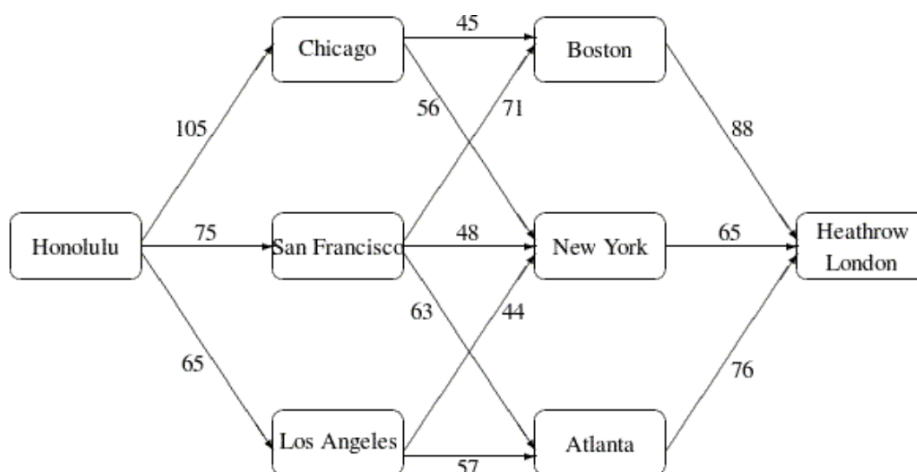 45
Chicago
Boston
56
71
105
88
Honolulu
75
San Francisco
48
New York
65
Heathrow
London
63
44
65
76
Los Angeles
Atlanta
57